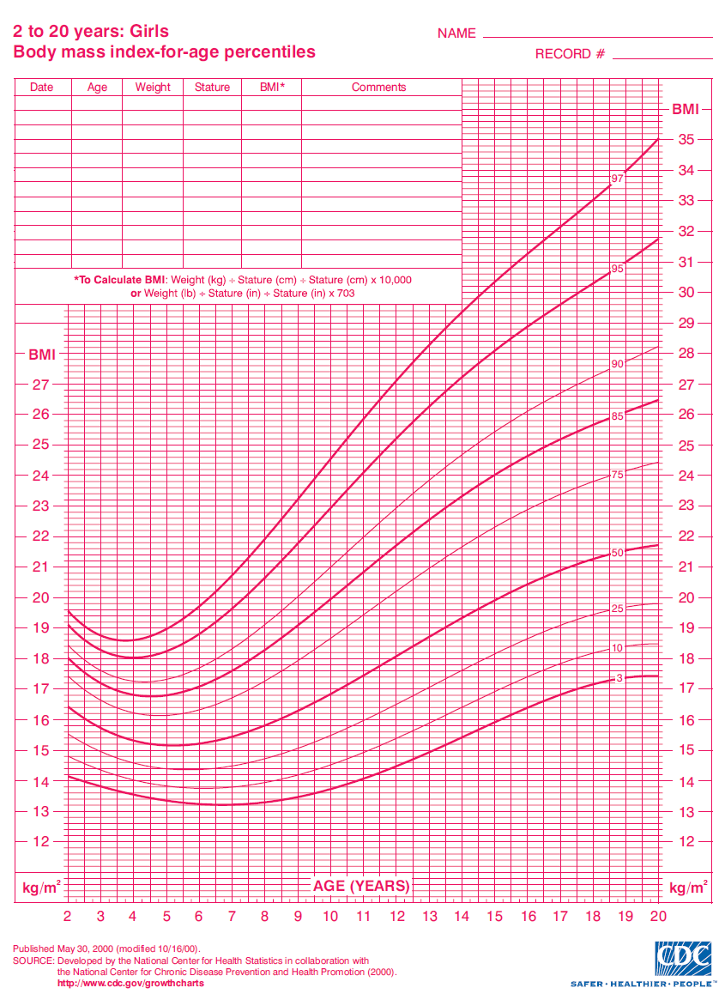 2 to 20 years: Girls
Body mass index-for-age percentiles
NAME
RECORD #
Date Age Weight Stature BMI* Comments
*To Calculate BMI: Weight (kg) ÷ Stature (cm) ÷ Stature (cm) x 10,000
or Weight (lb) ÷ Stature (in) ÷ Stature (in) x 703
BMI
35
34
33
32
31
30
29
28
27
26
25
24
23
22
21
20
19
18
17
16
15
14
13
12
kg/m²
97
95
90
85
75
50
25
10
3
BMI
27
26
25
24
23
22
21
20
19
18
17
16
15
14
13
12
kg/m²
AGE (YEARS)
2 3 4 5 6 7 8 9 10 11 12 13 14 15 16 17 18 19 20
Published May 30, 2000 (modified 10/16/00).
SOURCE: Developed by the National Center for Health Statistics in collaboration with
the National Center for Chronic Disease Prevention and Health Promotion (2000).
http://www.cdc.gov/growthcharts
CDC
SAFER • HEALTHIER • PEOPLE™